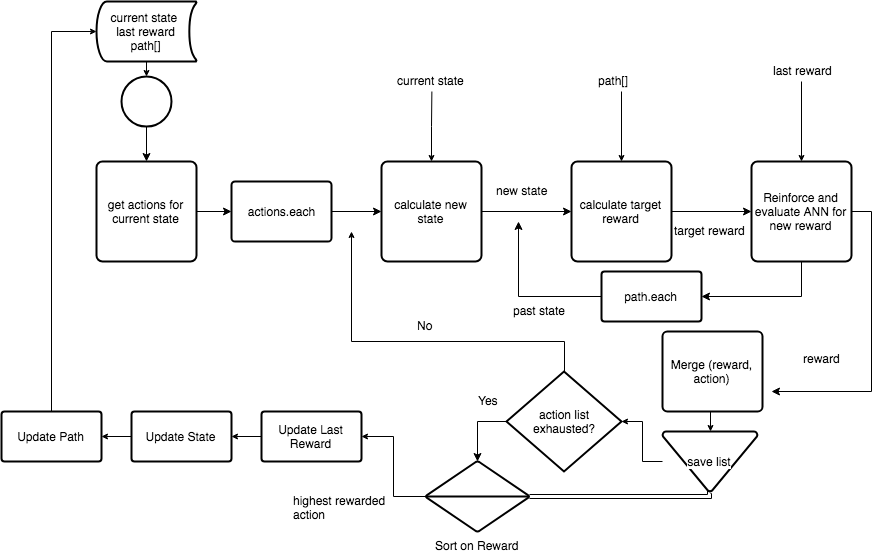 current state
last reward
path[]
current state
path[]
last reward
get actions for
current state
actions.each
calculate new
state
new state
calculate target
reward
target reward
Reinforce and
evaluate ANN for
new reward
path.each
past state
No
Merge (reward,
action)
reward
Yes
action list
exhausted?
save list
Update Path
Update State
Update Last
Reward
highest rewarded
action
Sort on Reward